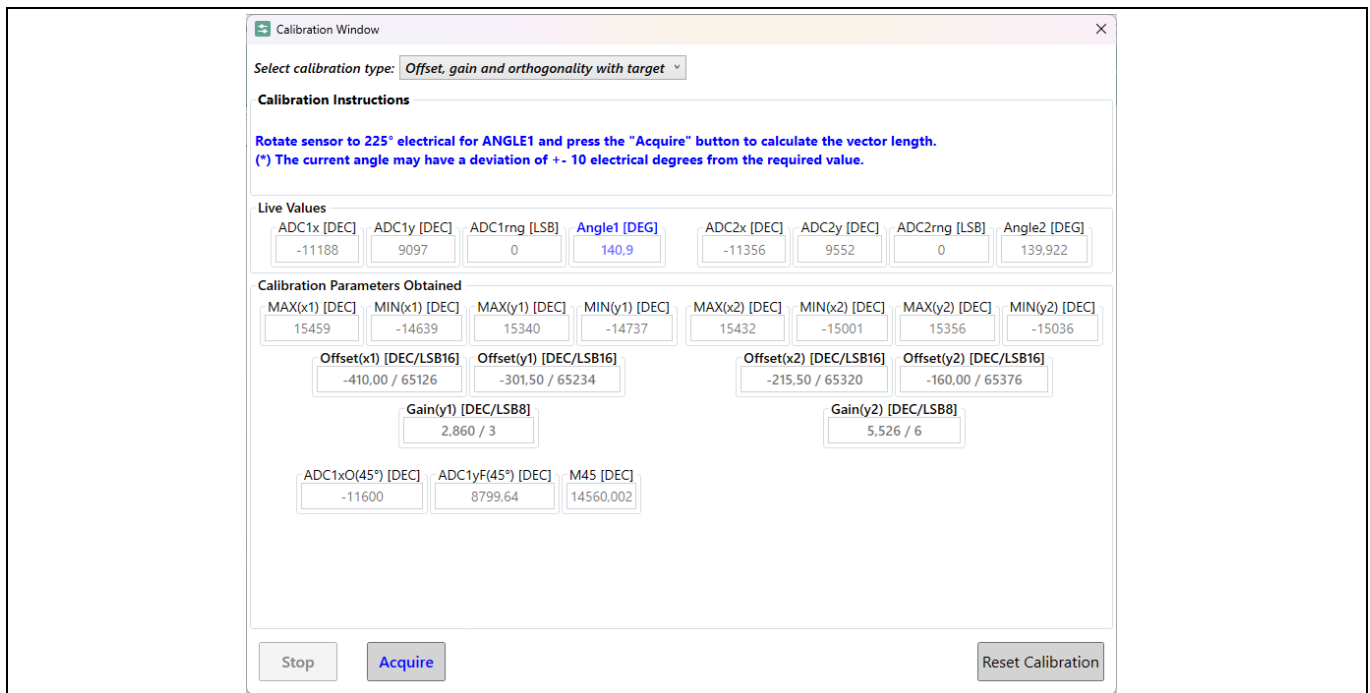 Calibration Window
Select calibration type: Offset, gain and orthogonality with target
Calibration Instructions
Rotate sensor to 225° electrical for ANGLE1 and press the "Acquire" button to calculate the vector length.
(*) The current angle may have a deviation of +- 10 electrical degrees from the required value.
Live Values
ADC1x [DEC] ADC1y [DEC] ADC1rng [LSB] Angle1 [DEG] ADC2x [DEC] ADC2y [DEC] ADC2rng [LSB] Angle2 [DEG]
-11188 9097 0 140,9 -11356 9552 0 139,922
Calibration Parameters Obtained
MAX(x1) [DEC] MIN(x1) [DEC] MAX(y1) [DEC] MIN(y1) [DEC] MAX(x2) [DEC] MIN(x2) [DEC] MAX(y2) [DEC] MIN(y2) [DEC]
15459 -14639 15340 -14737 15432 -15001 15356 -15036
Offset(x1) [DEC/LSB16] Offset(y1) [DEC/LSB16] Offset(x2) [DEC/LSB16] Offset(y2) [DEC/LSB16]
-410,00 / 65126 -301,50 / 65234 -215,50 / 65320 -160,00 / 65376
Gain(y1) [DEC/LSB8] Gain(y2) [DEC/LSB8]
2,860 / 3 5,526 / 6
ADC1xO(45°) [DEC] ADC1yF(45°) [DEC] M45 [DEC]
-11600 8799,64 14560,002
Stop Acquire Reset Calibration